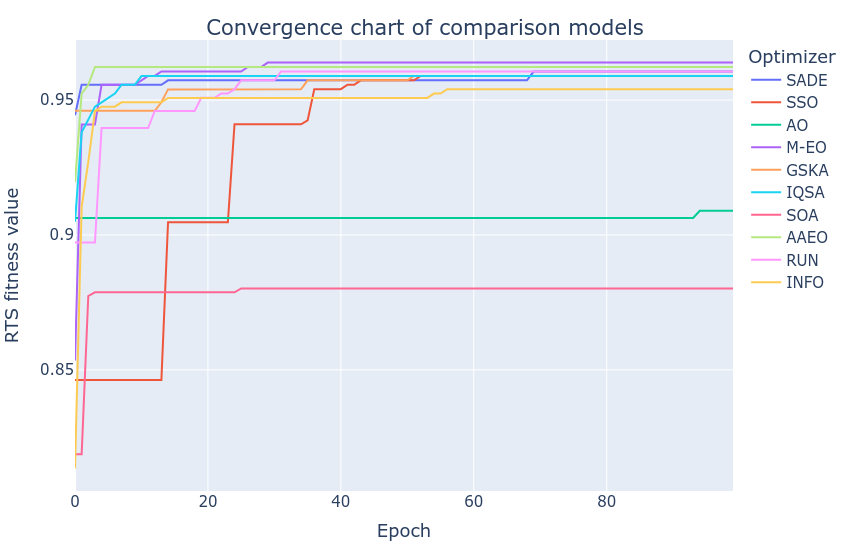 Convergence chart of comparison models
Optimizer
SADE
SSO
AO
M-EO
GSKA
IQSA
SOA
AAEO
RUN
INFO
RTS fitness value
0.95
0.9
0.85
0
20
40
60
80
Epoch